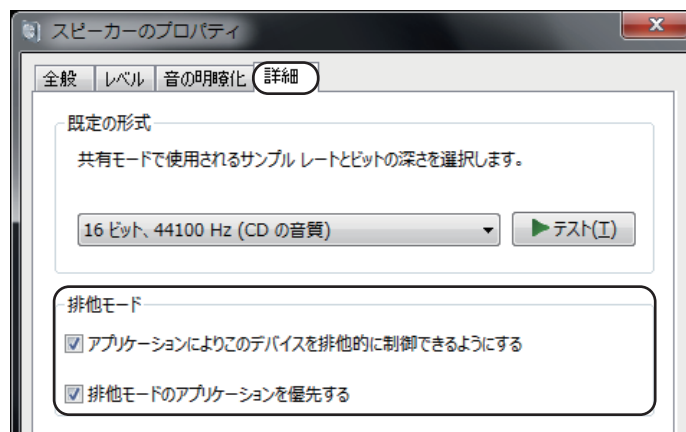 スピーカーのプロパティ
全般 レベル 音の明瞭化 詳細
既定の形式
共有モードで使用されるサンプル レートとビットの深さを選択します。
16 ビット、44100 Hz (CD の音質) テスト(T)
排他モード
アプリケーションによりこのデバイスを排他的に制御できるようにする
排他モードのアプリケーションを優先する